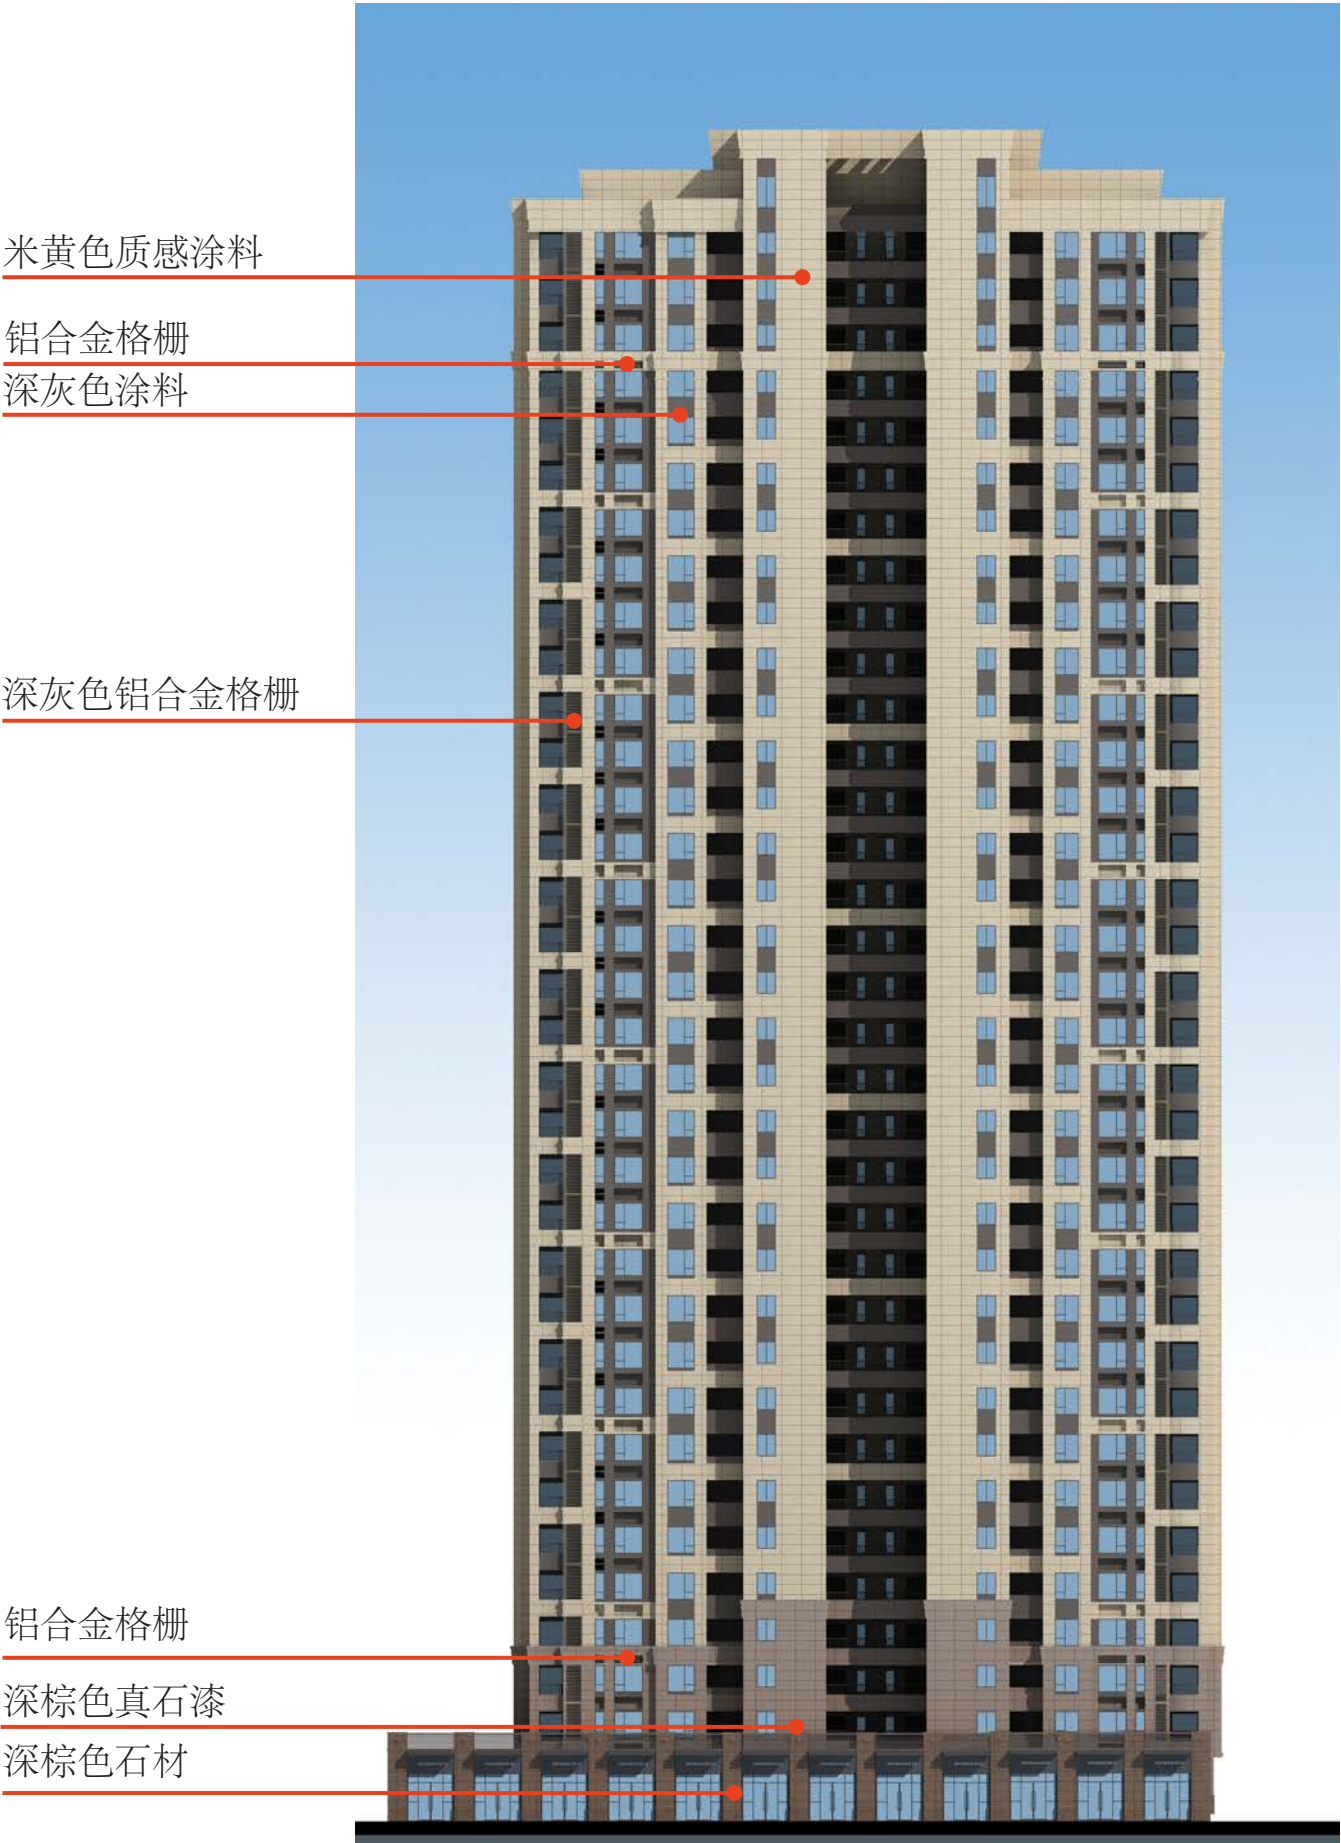 米黄色质感涂料
铝合金格栅
深灰色涂料
深灰色铝合金格栅
铝合金格栅
深棕色真石漆
深棕色石材